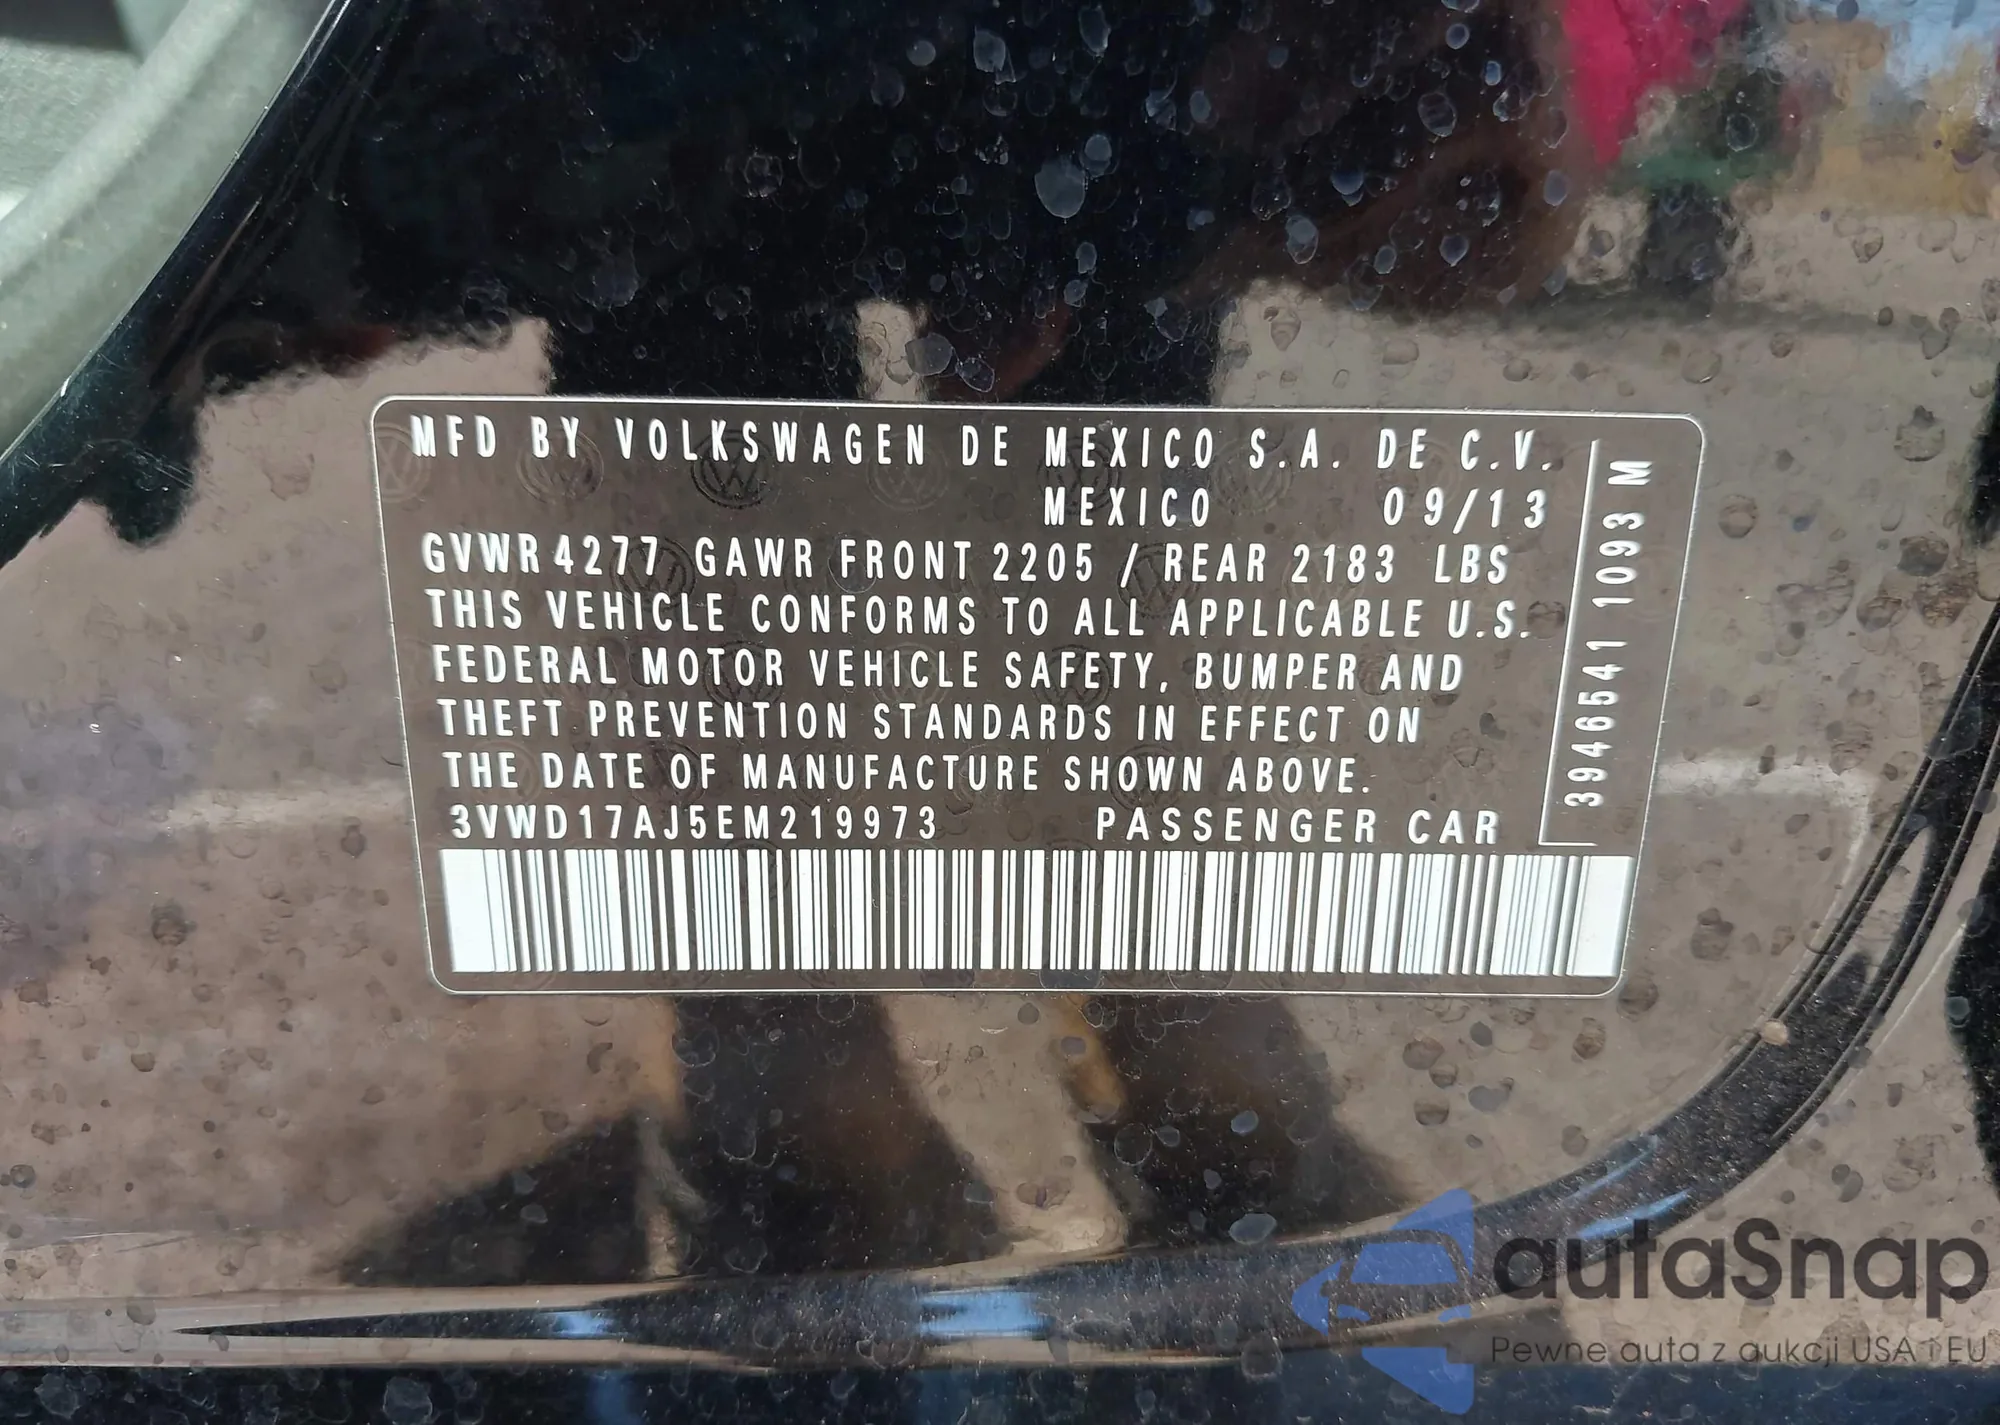 MFD BY VOLKSWAGEN DE MEXICO S.A. DE C.V.
MEXICO 09/13
GVWR 4277 GAWR FRONT 2205 / REAR 2183 LBS
THIS VEHICLE CONFORMS TO ALL APPLICABLE U.S.
FEDERAL MOTOR VEHICLE SAFETY, BUMPER AND
THEFT PREVENTION STANDARDS IN EFFECT ON
THE DATE OF MANUFACTURE SHOWN ABOVE.
3VWD17AJ5EM219973 PASSENGER CAR
3946541 1093 M
autaSnap
Pewne auta z aukcji USA i EU